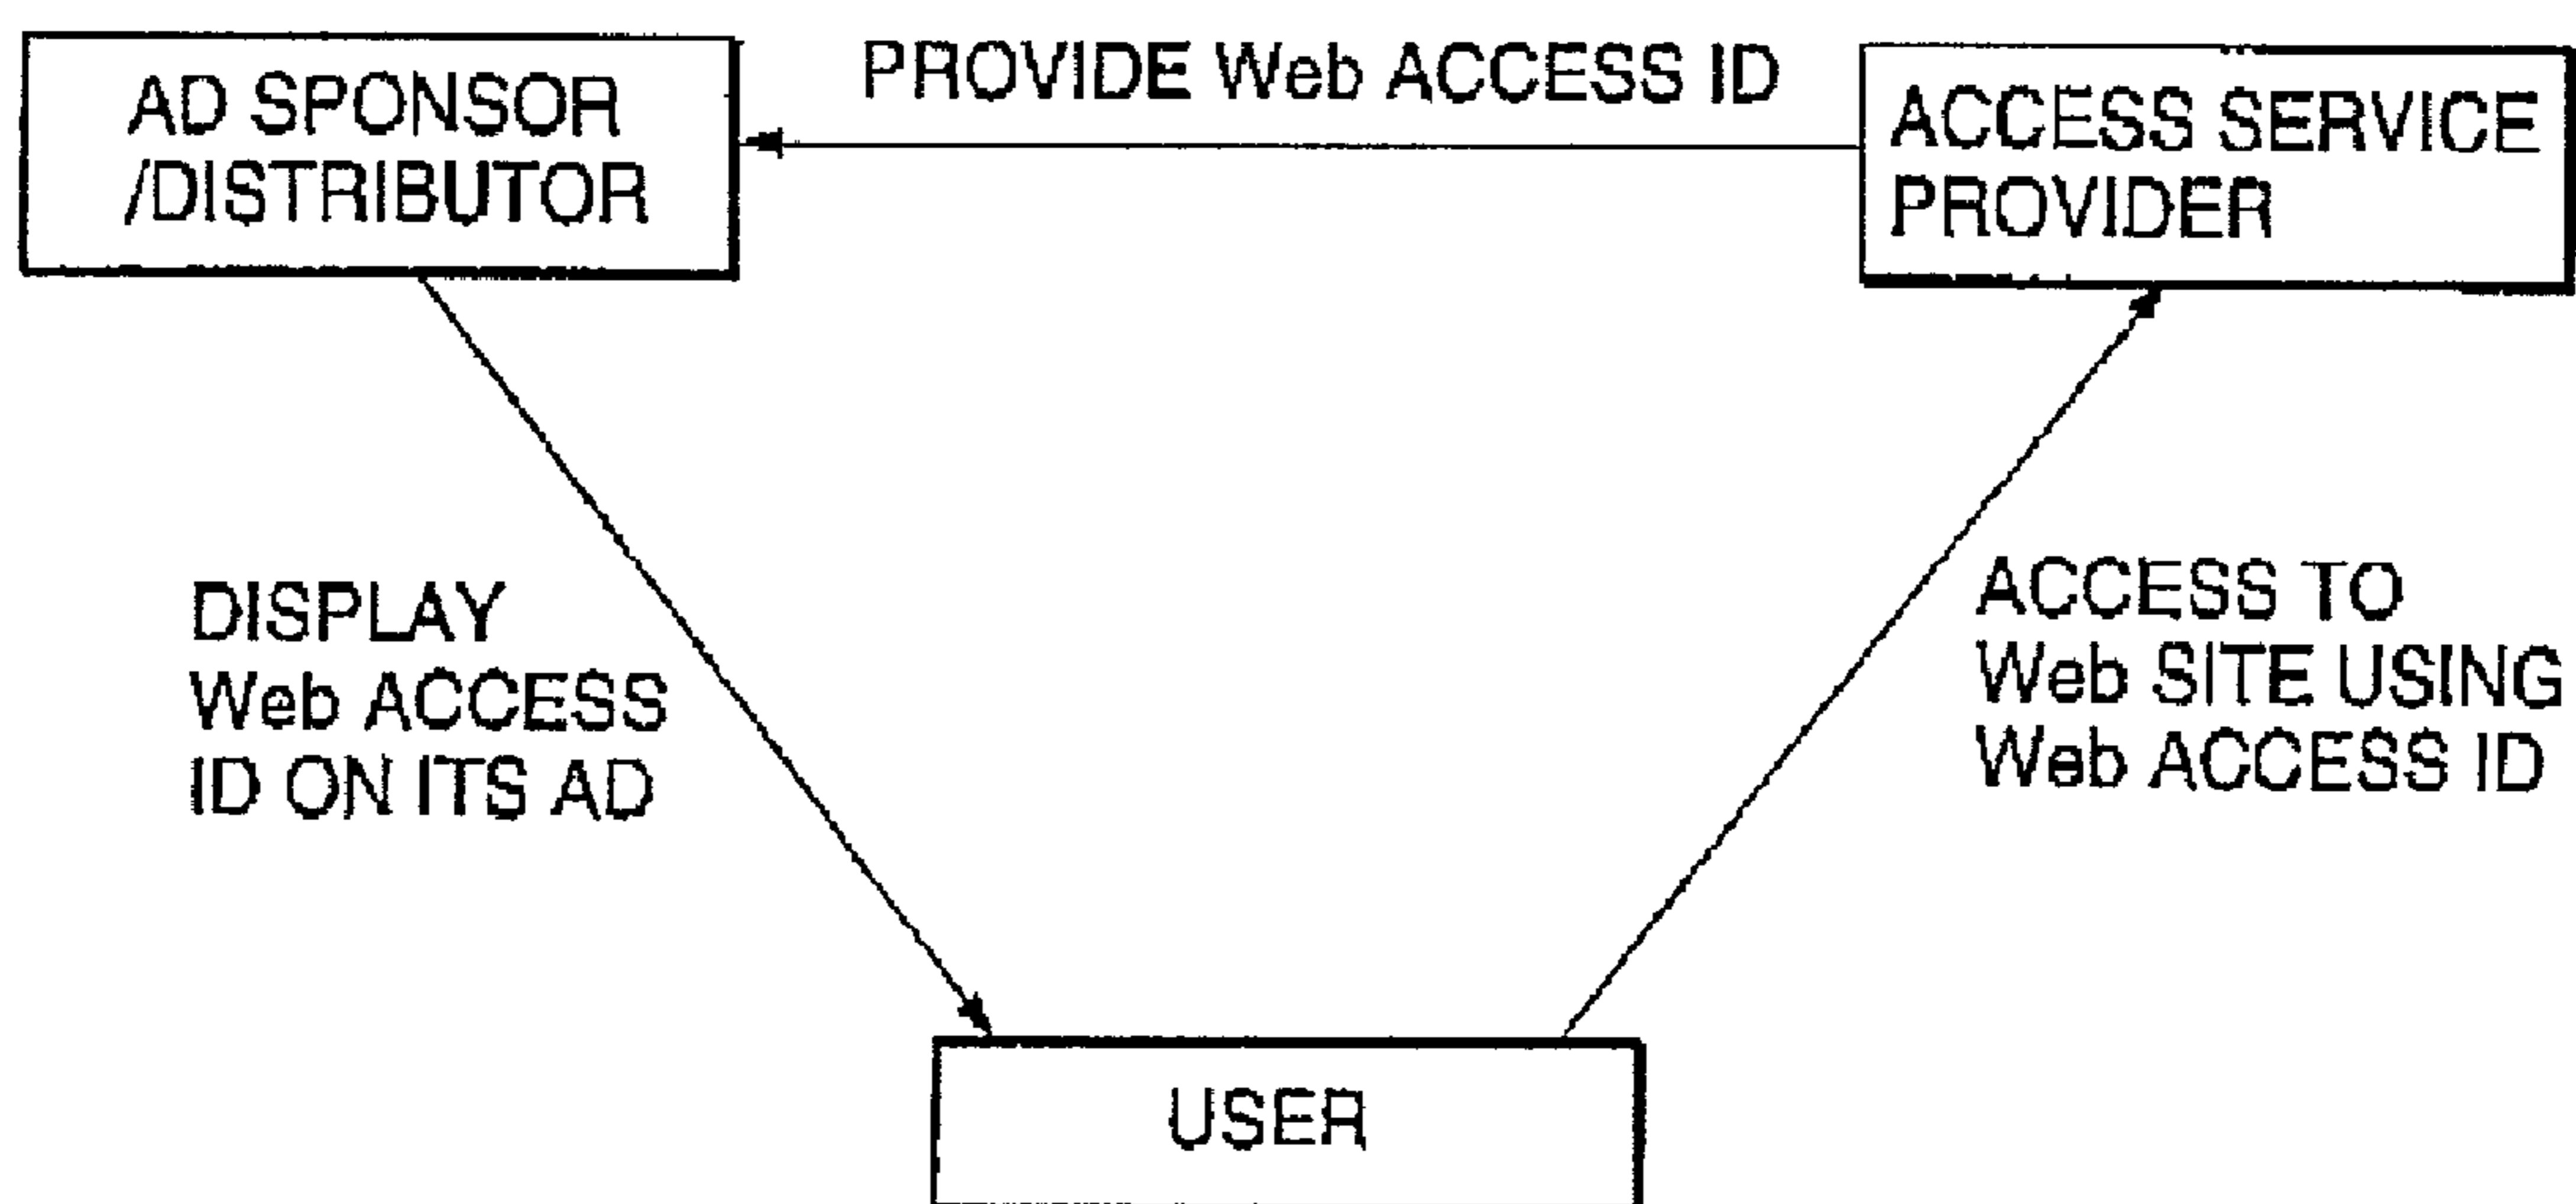 AD SPONSOR
/DISTRIBUTOR
PROVIDE Web ACCESS ID
ACCESS SERVICE
PROVIDER
DISPLAY
Web ACCESS
ID ON ITS AD
ACCESS TO
Web SITE USING
Web ACCESS ID
USER